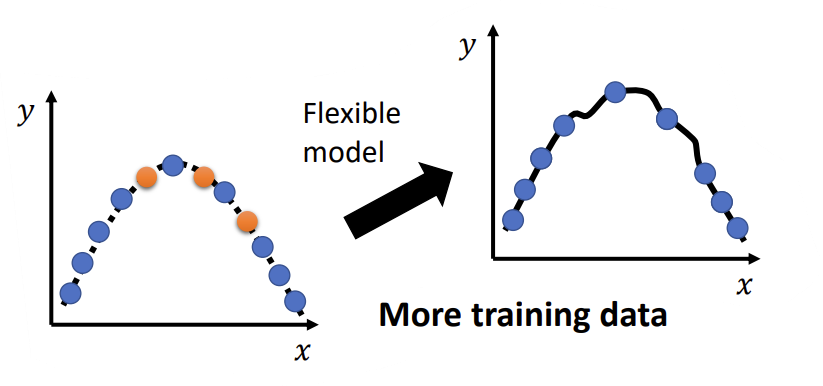 y
x
Flexible
model
y
x
More training data